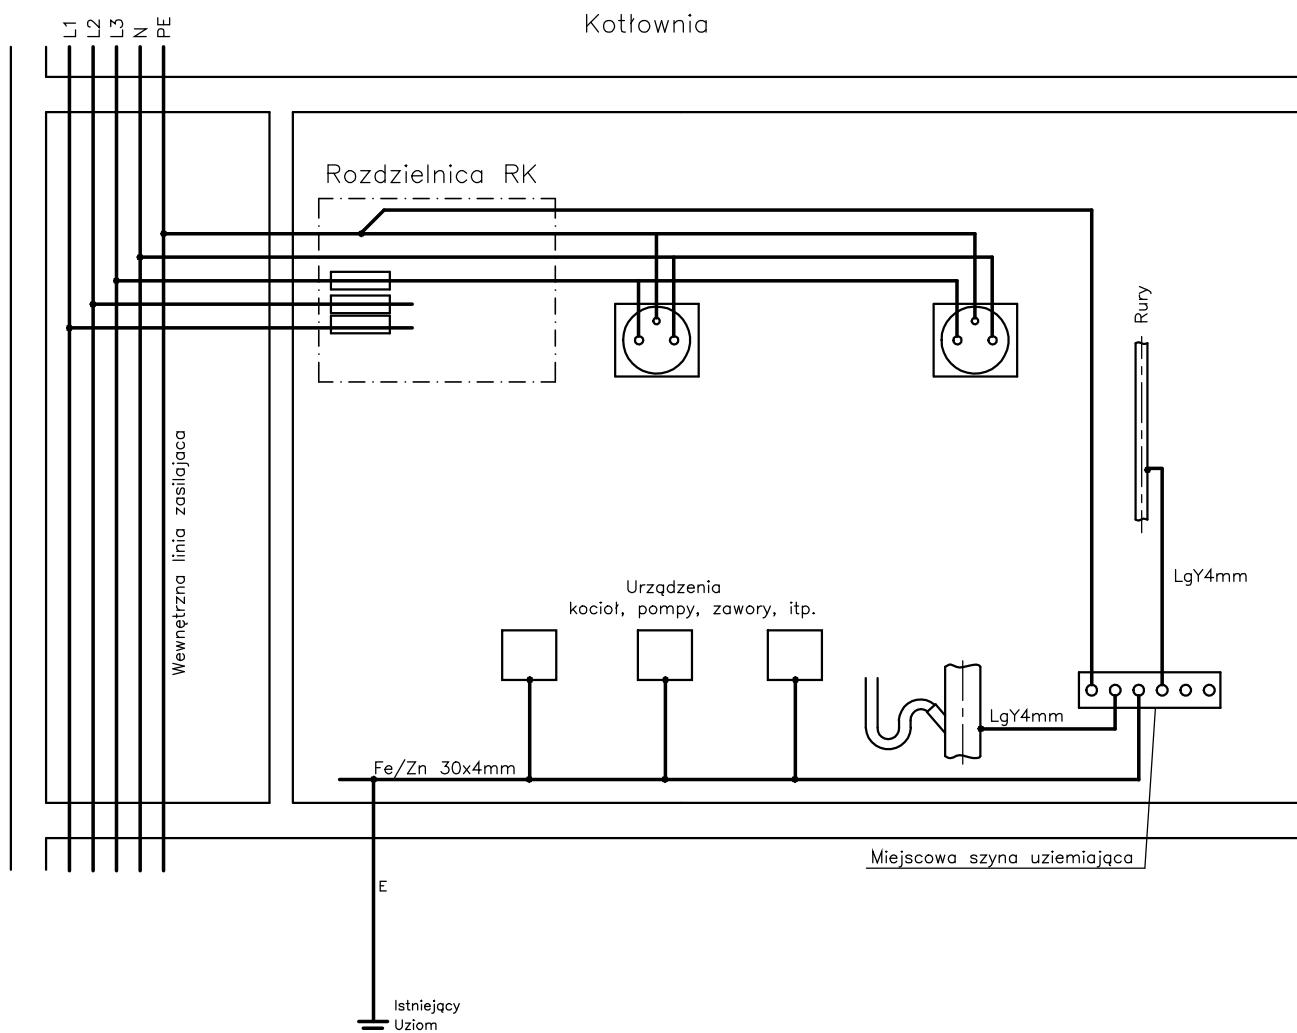 Kotłownia
L1
L2
L3
N
PE
Rozdzielnica RK
Rury
Wewnętrzna linia zasilajaca
LgY4mm
Urządzenia
kocioł, pompy, zawory, itp.
LgY4mm
Fe/Zn 30x4mm
Miejscowa szyna uziemiająca
E
Istniejący
Uziom